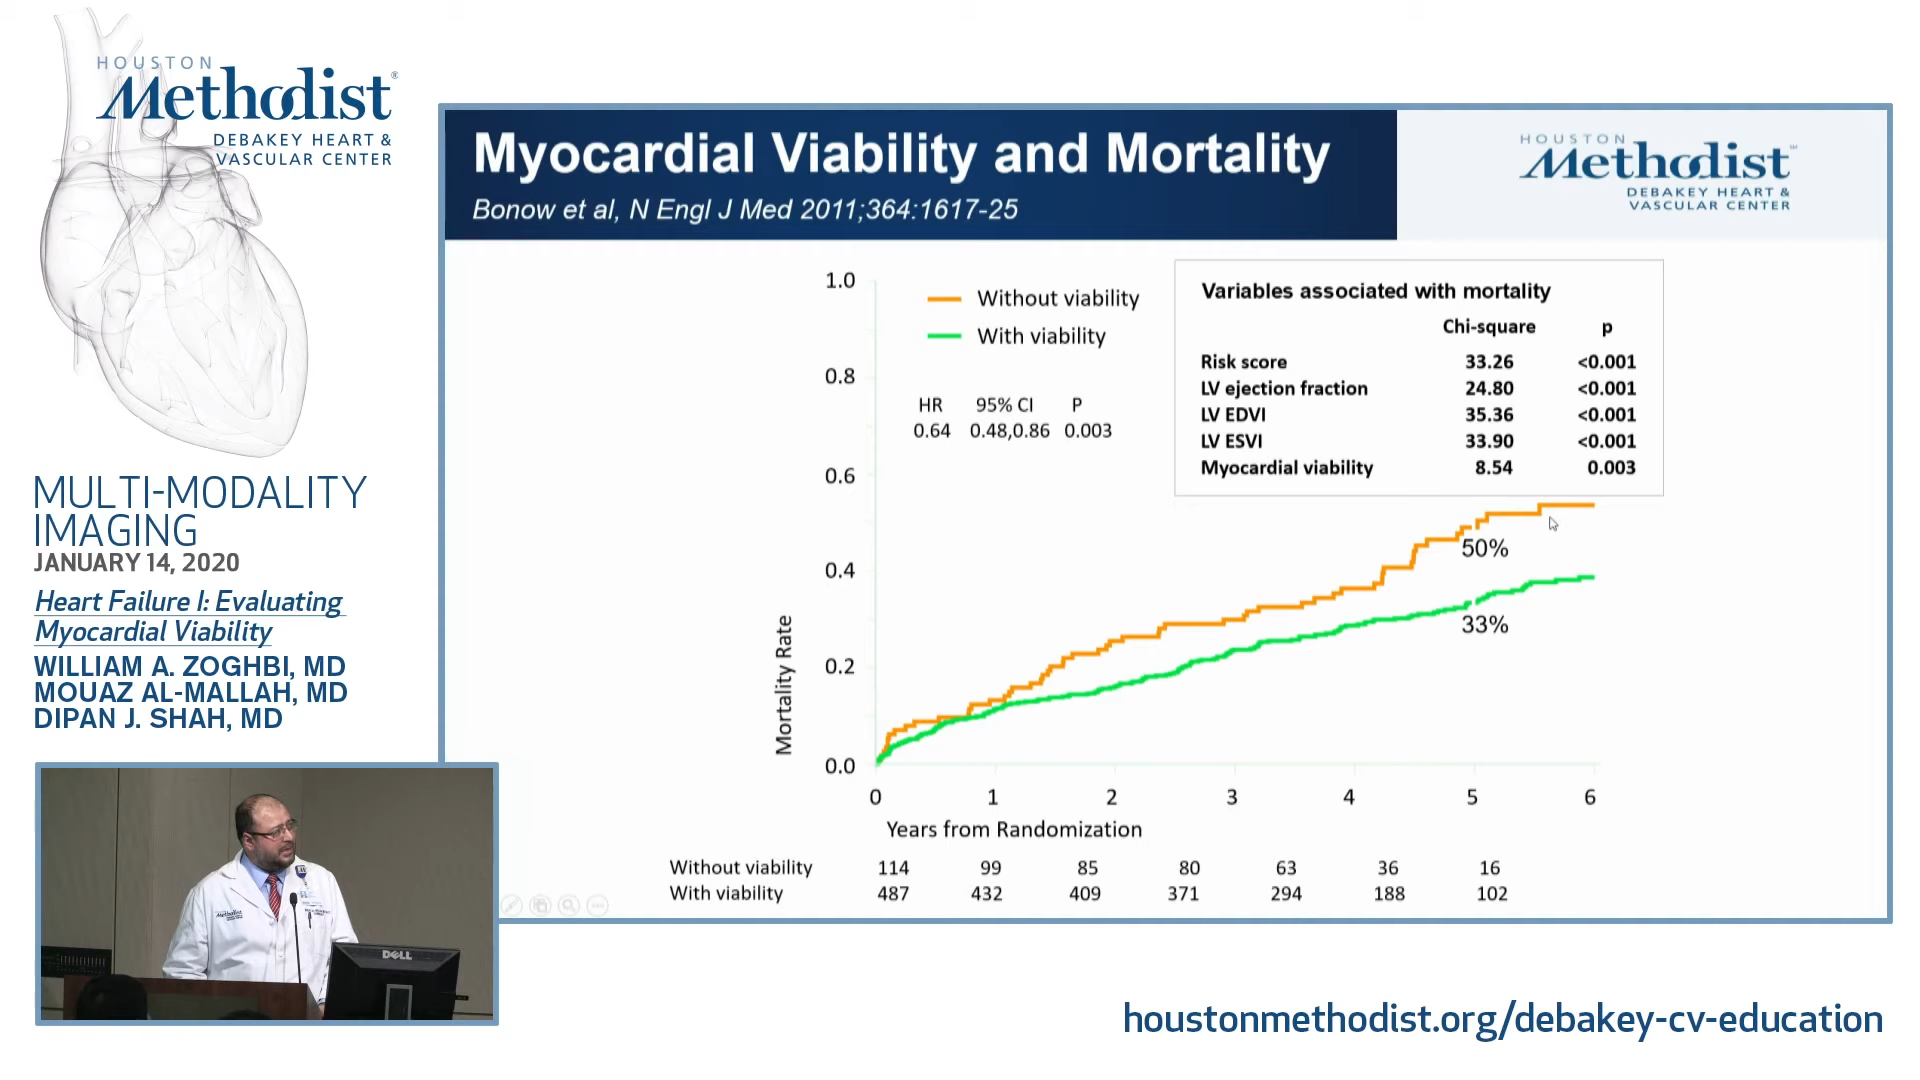 HOUSTON
Methodist®
DEBAKEY HEART &
VASCULAR CENTER
MULTI-MODALITY
IMAGING
JANUARY 14, 2020
Heart Failure I: Evaluating
Myocardial Viability
WILLIAM A. ZOGHBI, MD
MOUAZ AL-MALLAH, MD
DIPAN J. SHAH, MD
Myocardial Viability and Mortality
Bonow et al, N Engl J Med 2011;364:1617-25
HOUSTON
Methodist
DEBAKEY HEART &
VASCULAR CENTER
1.0
0.8
0.6
0.4
0.2
0.0
Mortality Rate
Without viability
With viability
HR 95% CI P
0.64 0.48,0.86 0.003
Variables associated with mortality
Chi-square p
Risk score 33.26 <0.001
LV ejection fraction 24.80 <0.001
LV EDVI 35.36 <0.001
LV ESVI 33.90 <0.001
Myocardial viability 8.54 0.003
50%
33%
0 1 2 3 4 5 6
Years from Randomization
Without viability 114 99 85 80 63 36 16
With viability 487 432 409 371 294 188 102
Methodist
DELL
houstonmethodist.org/debakey-cv-education